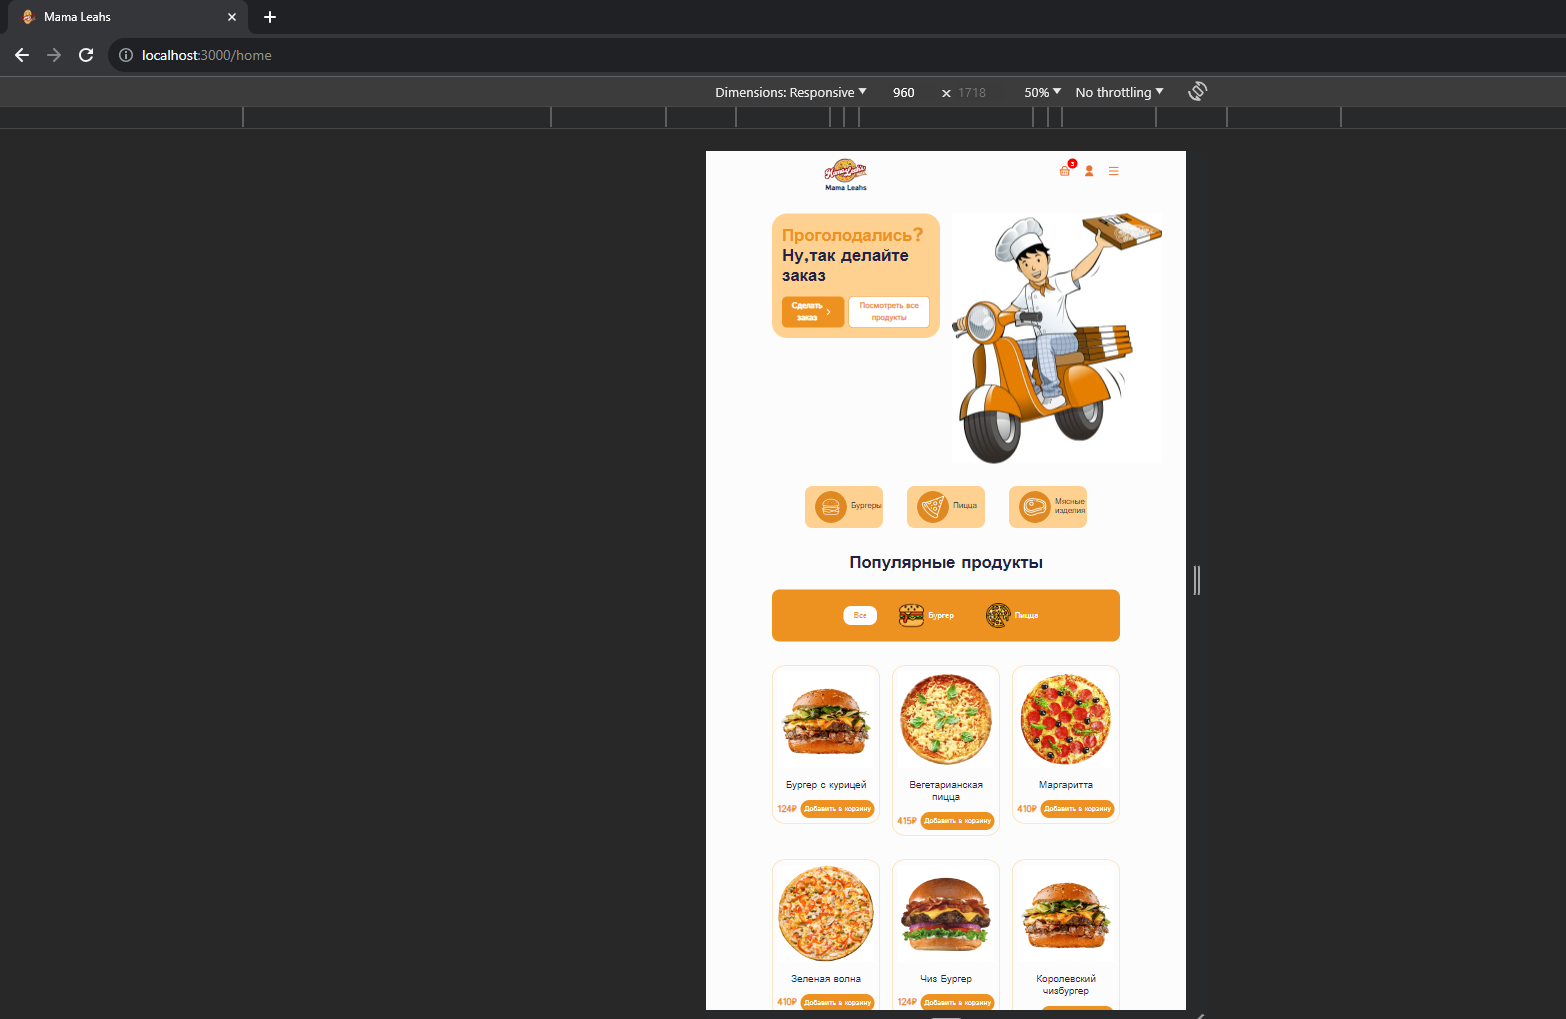 Mama Leahs
localhost:3000/home
Dimensions: Responsive 960 × 1718 50% No throttling
Mama Leahs
3
Mama Leahs
Проголодались?
Ну,так делайте
заказ
Сделать
заказ
Посмотреть все
продукты
Бургеры
Пицца
Мясные
изделия
Популярные продукты
Все Бургер Пицца
Бургер с курицей
124₽ Добавить в корзину
Вегетарианская
пицца
415₽ Добавить в корзину
Маргаритта
410₽ Добавить в корзину
Зеленая волна
410₽ Добавить в корзину
Чиз Бургер
124₽ Добавить в корзину
Королевский
чизбургер